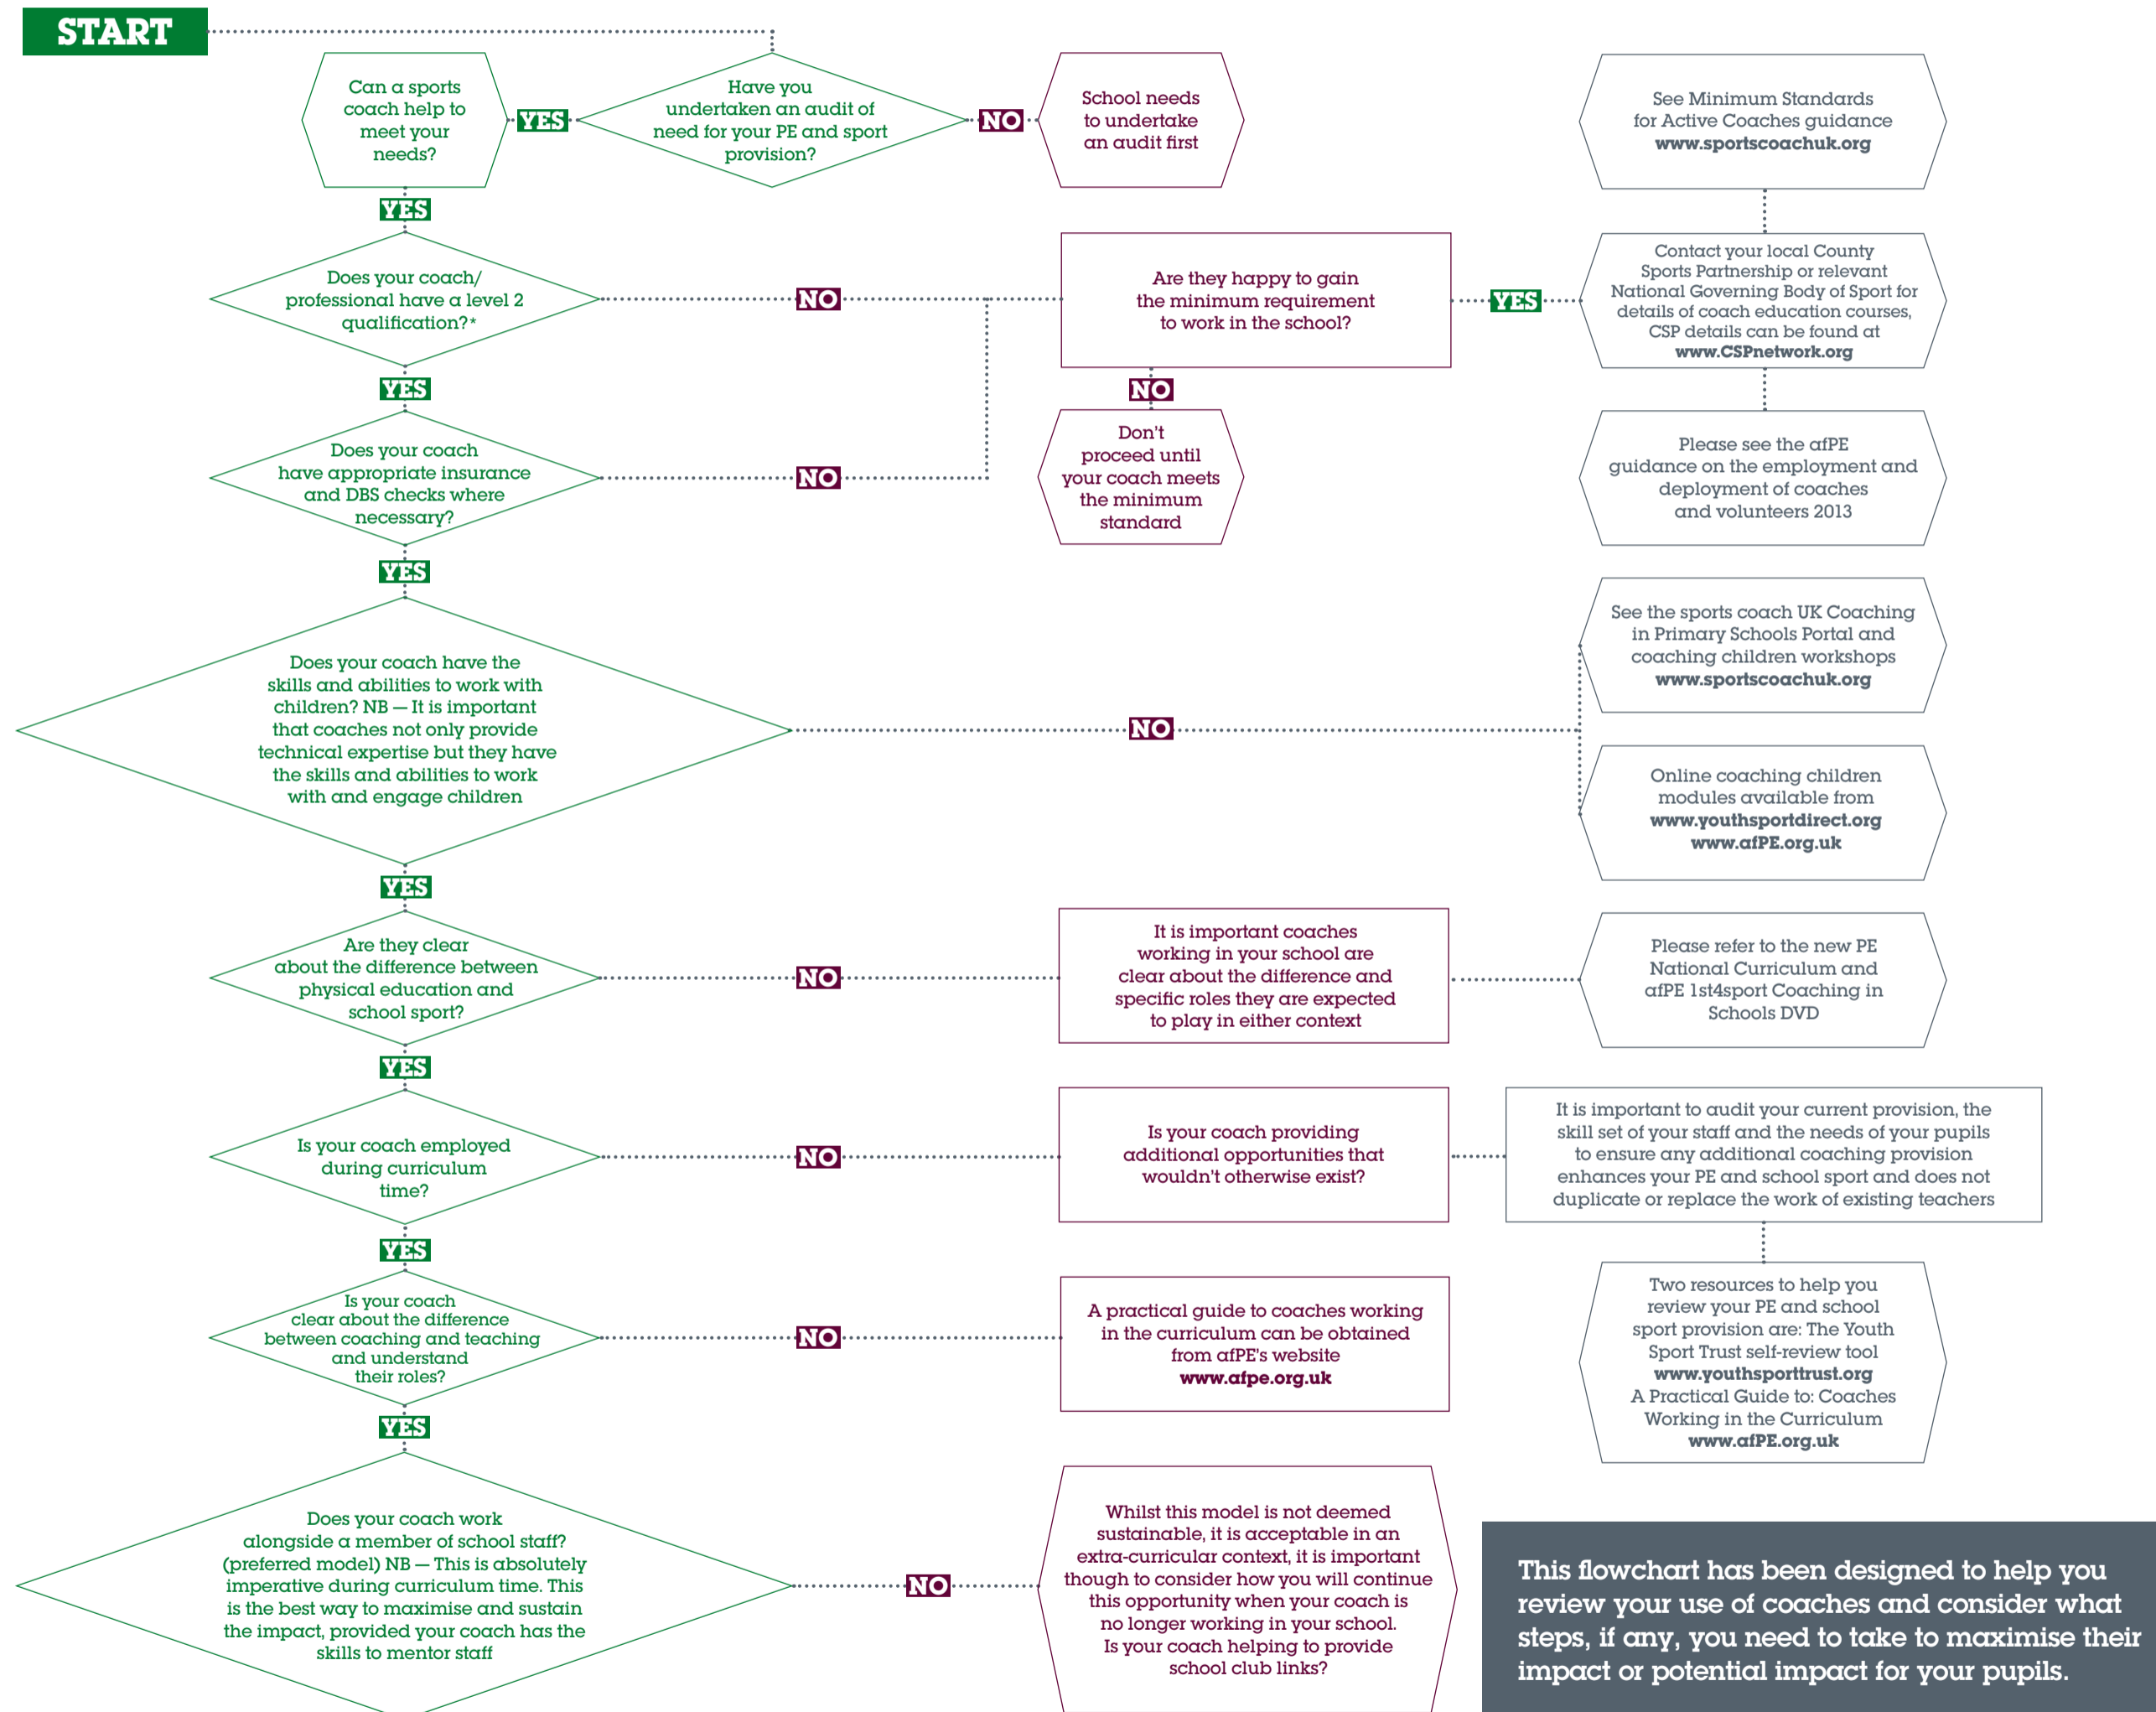 START
Can a sports
coach help to
meet your
needs?
YES
Have you
undertaken an audit of
need for your PE and sport
provision?
NO
School needs
to undertake
an audit first
See Minimum Standards
for Active Coaches guidance
www.sportscoachuk.org
YES
Does your coach/
professional have a level 2
qualification?*
NO
Are they happy to gain
the minimum requirement
to work in the school?
YES
Contact your local County
Sports Partnership or relevant
National Governing Body of Sport for
details of coach education courses,
CSP details can be found at
www.CSPnetwork.org
YES
NO
Does your coach
have appropriate insurance
and DBS checks where
necessary?
NO
Don't
proceed until
your coach meets
the minimum
standard
Please see the afPE
guidance on the employment and
deployment of coaches
and volunteers 2013
YES
Does your coach have the
skills and abilities to work with
children? NB — It is important
that coaches not only provide
technical expertise but they have
the skills and abilities to work
with and engage children
NO
See the sports coach UK Coaching
in Primary Schools Portal and
coaching children workshops
www.sportscoachuk.org
Online coaching children
modules available from
www.youthsportdirect.org
www.afPE.org.uk
YES
Are they clear
about the difference between
physical education and
school sport?
NO
It is important coaches
working in your school are
clear about the difference and
specific roles they are expected
to play in either context
Please refer to the new PE
National Curriculum and
afPE 1st4sport Coaching in
Schools DVD
YES
Is your coach employed
during curriculum
time?
NO
Is your coach providing
additional opportunities that
wouldn't otherwise exist?
It is important to audit your current provision, the
skill set of your staff and the needs of your pupils
to ensure any additional coaching provision
enhances your PE and school sport and does not
duplicate or replace the work of existing teachers
YES
Is your coach
clear about the difference
between coaching and teaching
and understand
their roles?
NO
A practical guide to coaches working
in the curriculum can be obtained
from afPE's website
www.afpe.org.uk
Two resources to help you
review your PE and school
sport provision are: The Youth
Sport Trust self-review tool
www.youthsporttrust.org
A Practical Guide to: Coaches
Working in the Curriculum
www.afPE.org.uk
YES
Does your coach work
alongside a member of school staff?
(preferred model) NB — This is absolutely
imperative during curriculum time. This
is the best way to maximise and sustain
the impact, provided your coach has the
skills to mentor staff
NO
Whilst this model is not deemed
sustainable, it is acceptable in an
extra-curricular context, it is important
though to consider how you will continue
this opportunity when your coach is
no longer working in your school.
Is your coach helping to provide
school club links?
This flowchart has been designed to help you
review your use of coaches and consider what
steps, if any, you need to take to maximise their
impact or potential impact for your pupils.